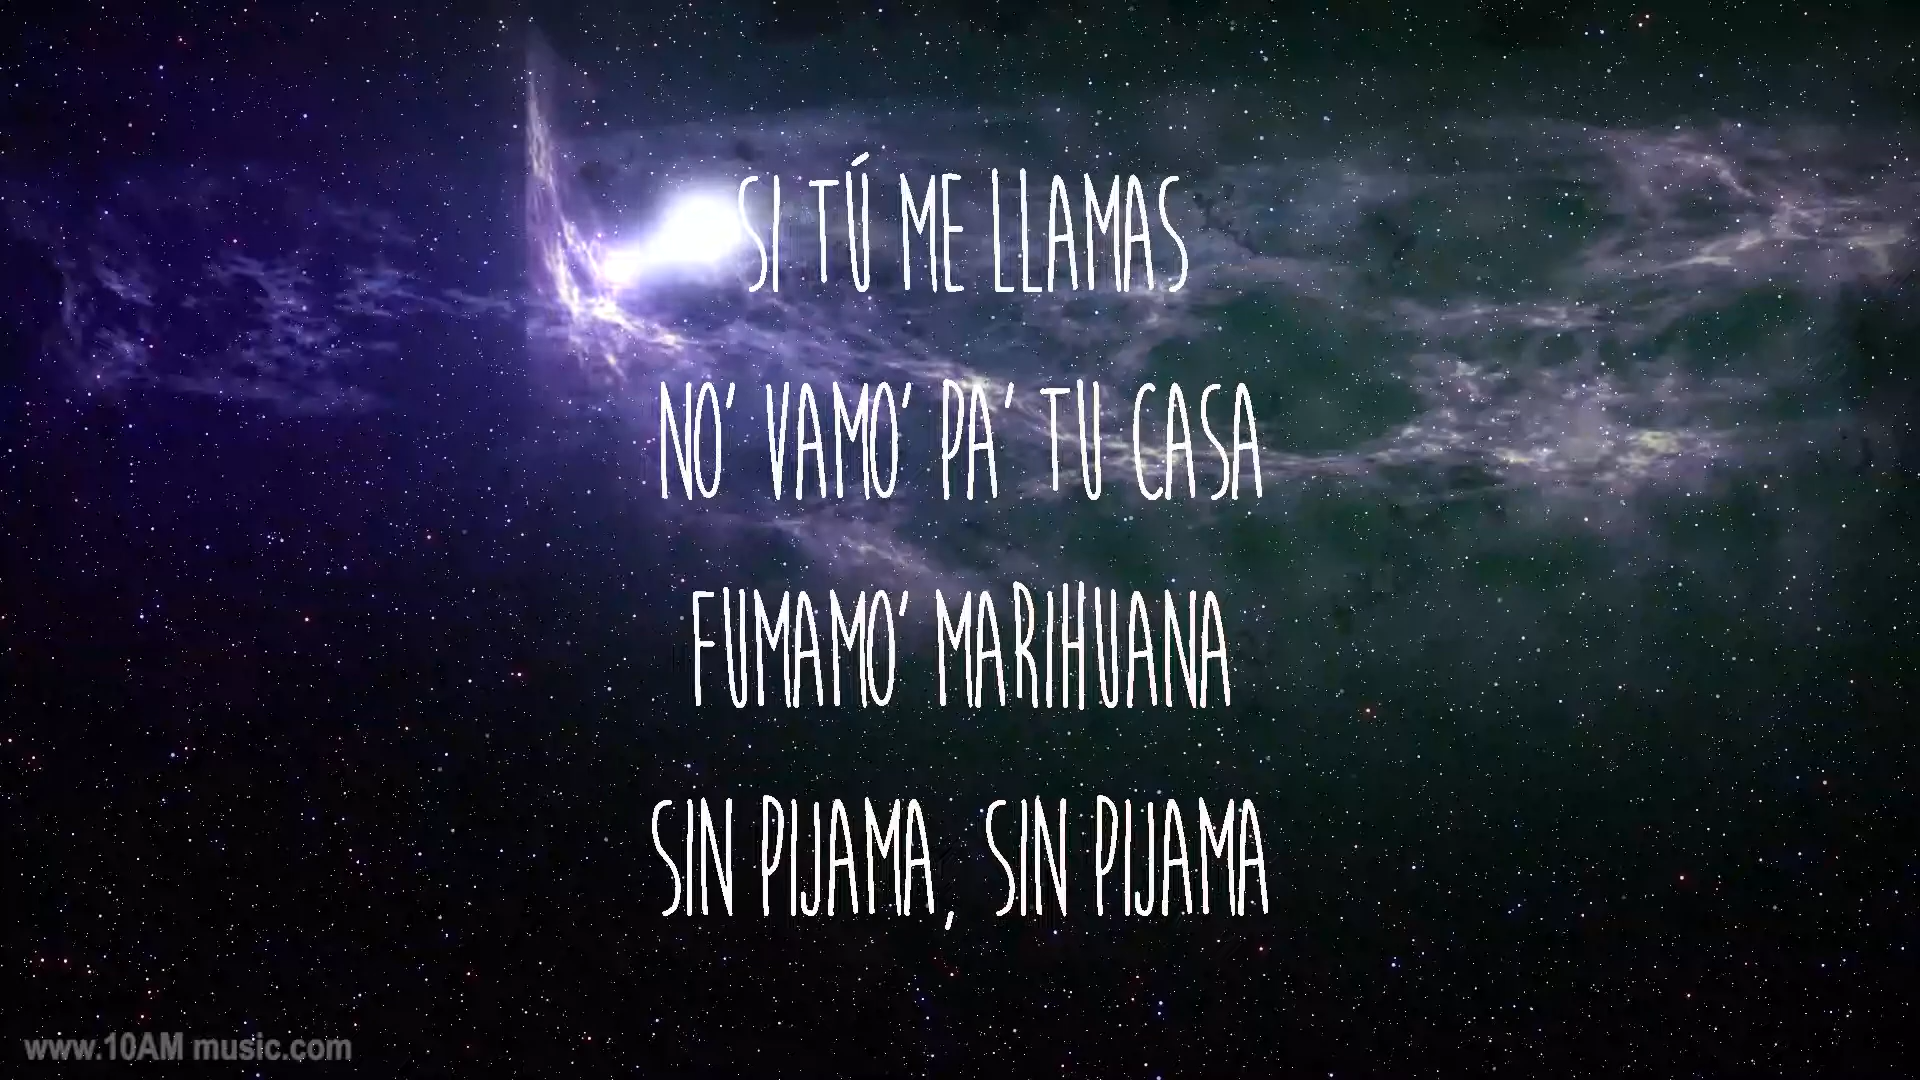 SI TÚ ME LLAMAS
NO' VAMO' PA' TU CASA
FUMAMO' MARIHUANA
SIN PIJAMA, SIN PIJAMA
www.10AM music.com